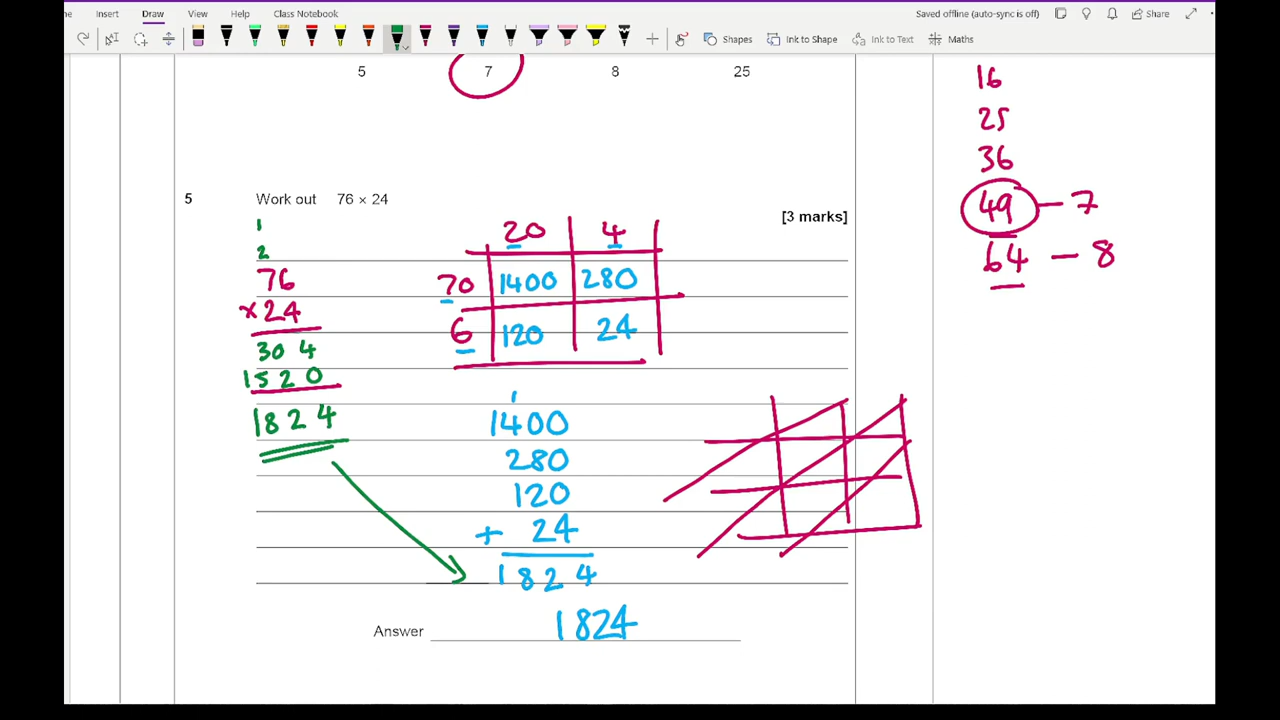 Insert Draw View Help Class Notebook Saved offline (auto-sync is off) Share
Shapes Ink to Shape Ink to Text Maths
5 7 8 25
16
25
36
49 — 7
64 — 8
5 Work out 76 × 24
[3 marks]
1
2
76
×24
304
1520
1824
20 4
70 1400 280
6 120 24
1
1400
280
120
+ 24
1824
Answer 1824